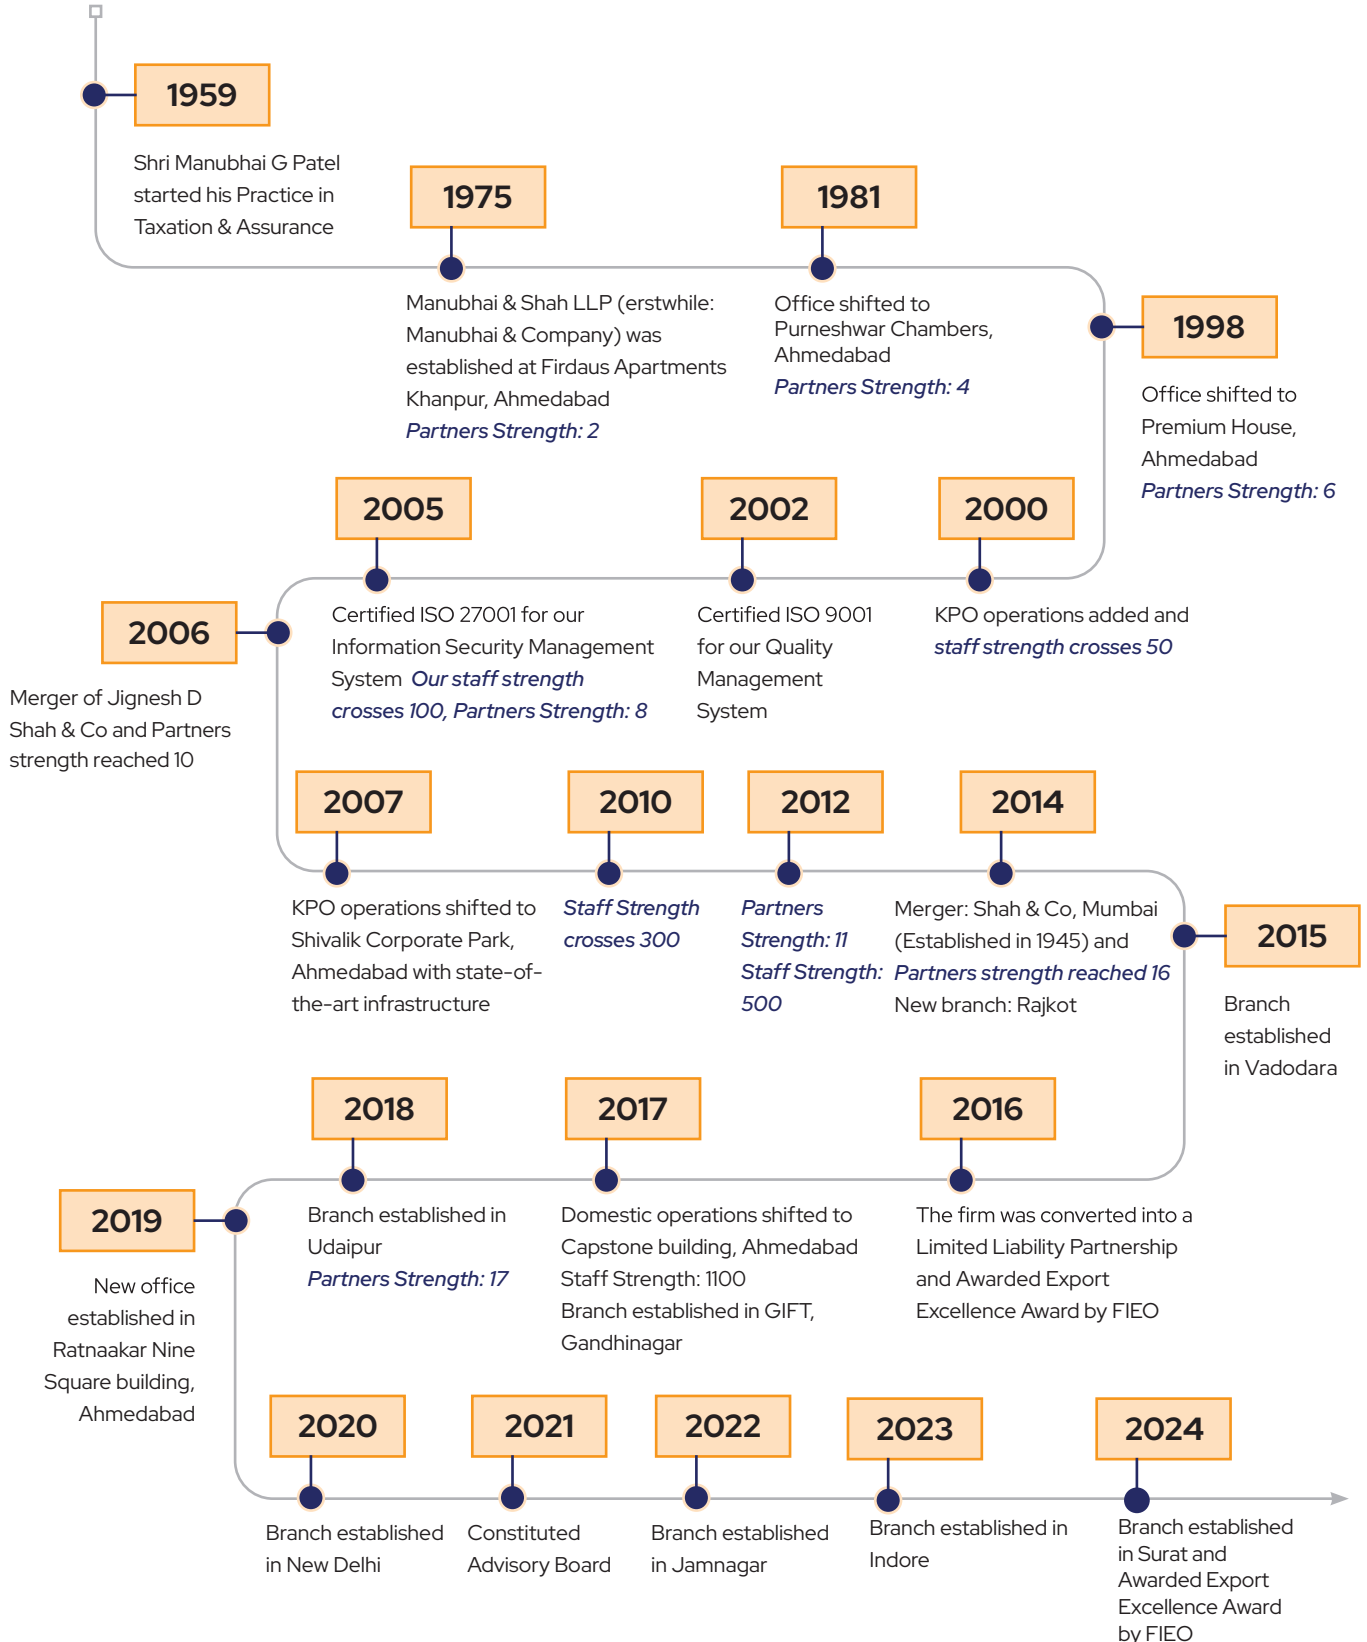 1959
Shri Manubhai G Patel
started his Practice in
Taxation & Assurance
1975
Manubhai & Shah LLP (erstwhile:
Manubhai & Company) was
established at Firdaus Apartments
Khanpur, Ahmedabad
Partners Strength: 2
1981
Office shifted to
Purneshwar Chambers,
Ahmedabad
Partners Strength: 4
1998
Office shifted to
Premium House,
Ahmedabad
Partners Strength: 6
2000
KPO operations added and
staff strength crosses 50
2002
Certified ISO 9001
for our Quality
Management
System
2005
Certified ISO 27001 for our
Information Security Management
System Our staff strength
crosses 100, Partners Strength: 8
2006
Merger of Jignesh D
Shah & Co and Partners
strength reached 10
2007
KPO operations shifted to
Shivalik Corporate Park,
Ahmedabad with state-of-
the-art infrastructure
2010
Staff Strength
crosses 300
2012
Partners
Strength: 11
Staff Strength:
500
2014
Merger: Shah & Co, Mumbai
(Established in 1945) and
Partners strength reached 16
New branch: Rajkot
2015
Branch
established
in Vadodara
2016
The firm was converted into a
Limited Liability Partnership
and Awarded Export
Excellence Award by FIEO
2017
Domestic operations shifted to
Capstone building, Ahmedabad
Staff Strength: 1100
Branch established in GIFT,
Gandhinagar
2018
Branch established in
Udaipur
Partners Strength: 17
2019
New office
established in
Ratnaakar Nine
Square building,
Ahmedabad
2020
Branch established
in New Delhi
2021
Constituted
Advisory Board
2022
Branch established
in Jamnagar
2023
Branch established in
Indore
2024
Branch established
in Surat and
Awarded Export
Excellence Award
by FIEO